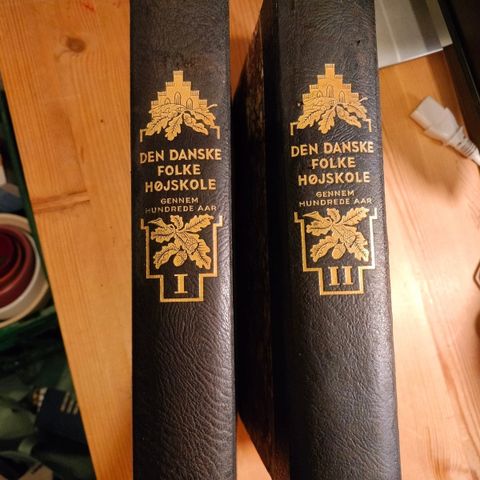 DEN DANSKE
FOLKE
HØJSKOLE
GENNEM
HUNDREDE AAR
I
DEN DANSKE
FOLKE
HØJSKOLE
GENNEM
HUNDREDE AAR
II